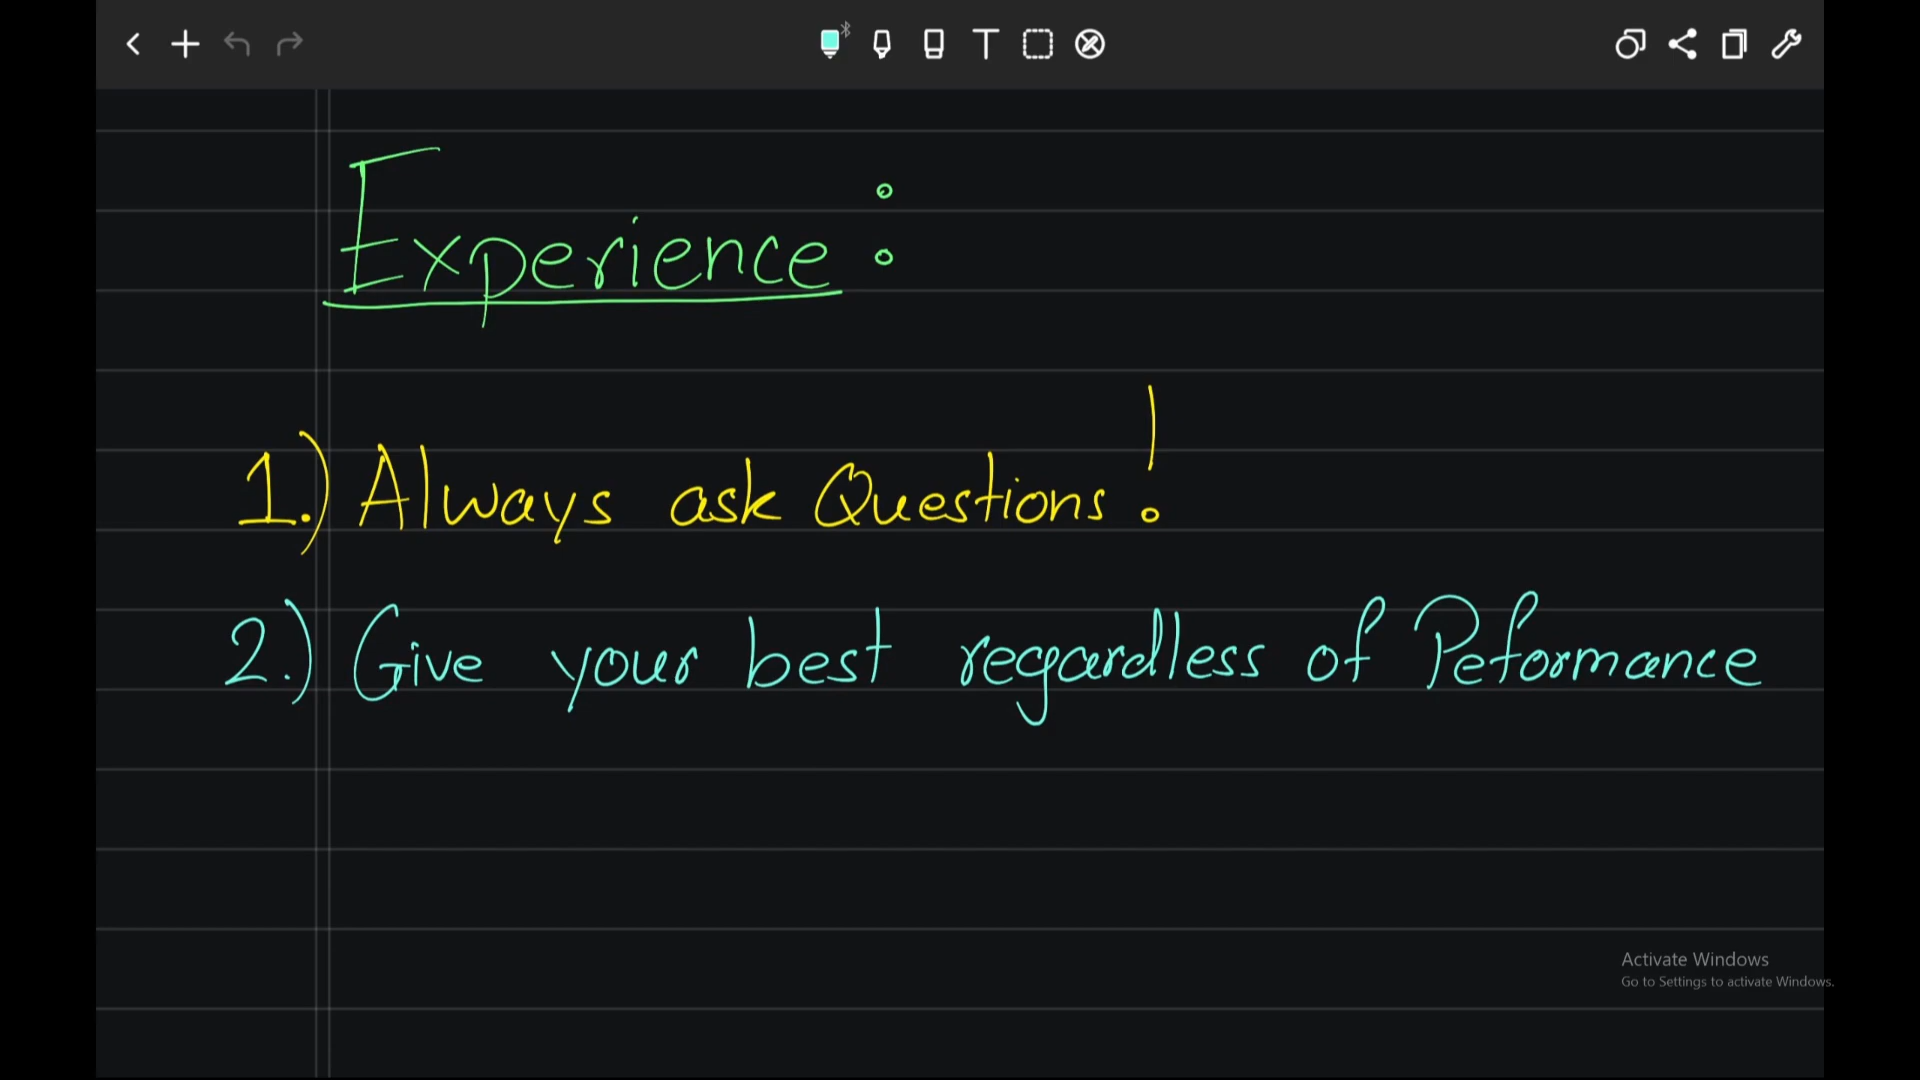 Experience :
1.) Always ask Questions!
2.) Give your best regardless of Peformance
Activate Windows
Go to Settings to activate Windows.